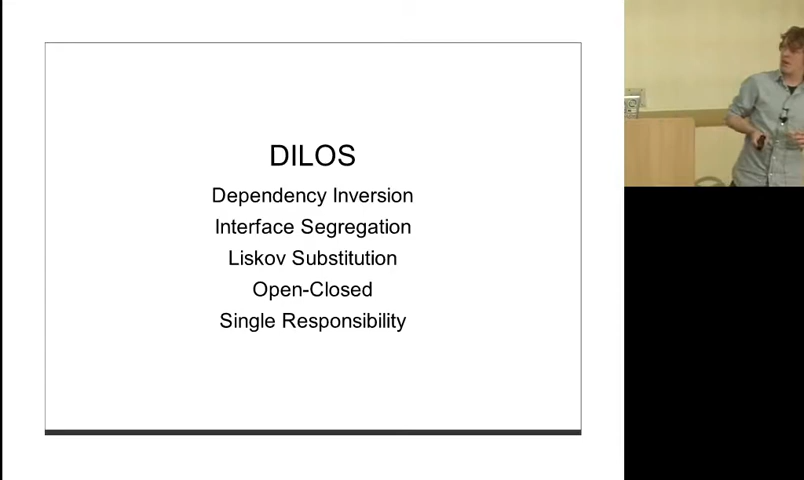 DILOS
Dependency Inversion
Interface Segregation
Liskov Substitution
Open-Closed
Single Responsibility